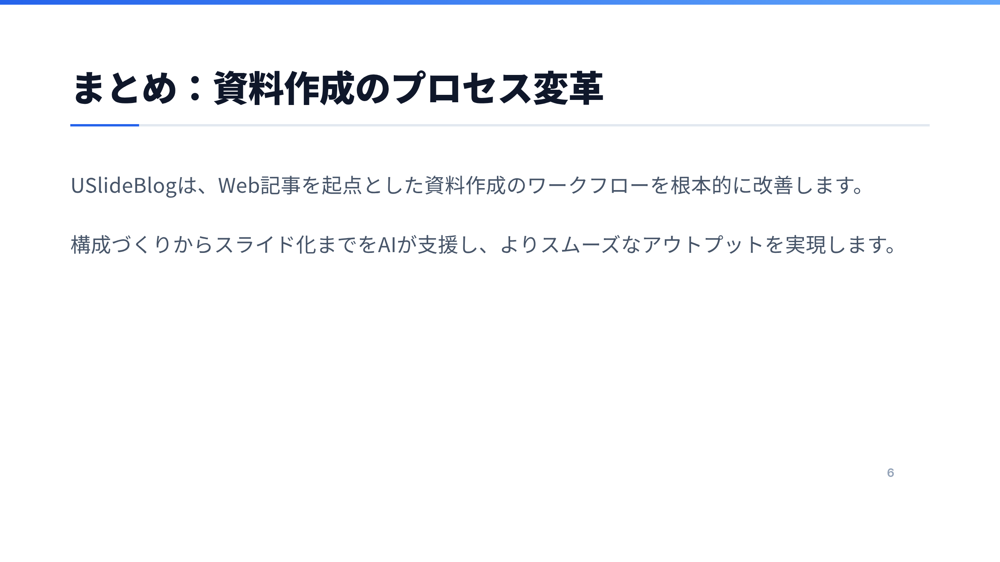 まとめ：資料作成のプロセス変革
USlideBlogは、Web記事を起点とした資料作成のワークフローを根本的に改善します。
構成づくりからスライド化までをAIが支援し、よりスムーズなアウトプットを実現します。
6